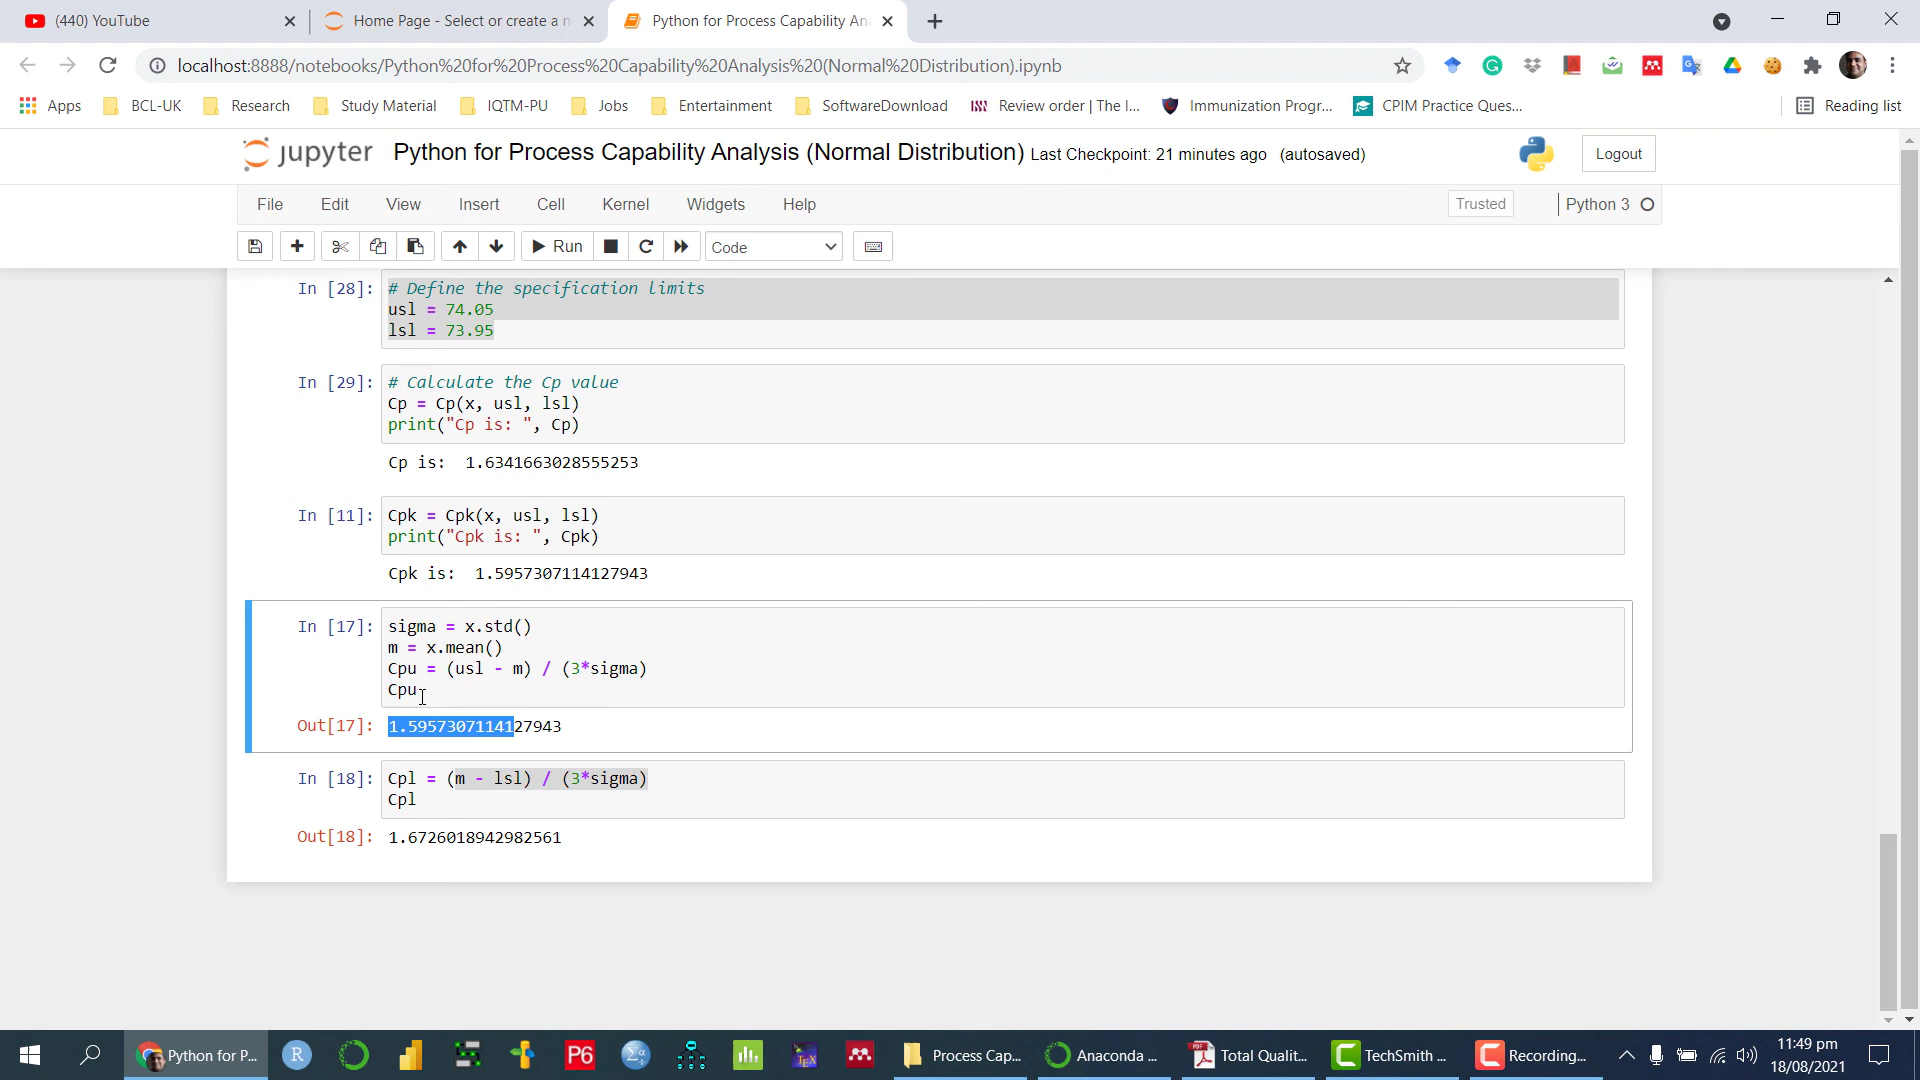 (440) YouTube
Home Page - Select or create a n
Python for Process Capability An
localhost:8888/notebooks/Python%20for%20Process%20Capability%20Analysis%20(Normal%20Distribution).ipynb
Apps BCL-UK Research Study Material IQTM-PU Jobs Entertainment SoftwareDownload Review order | The I... Immunization Progr... CPIM Practice Ques... Reading list
jupyter Python for Process Capability Analysis (Normal Distribution) Last Checkpoint: 21 minutes ago (autosaved) Logout
File Edit View Insert Cell Kernel Widgets Help Trusted Python 3
Run Code
In [28]: # Define the specification limits
usl = 74.05
lsl = 73.95
In [29]: # Calculate the Cp value
Cp = Cp(x, usl, lsl)
print("Cp is: ", Cp)
Cp is:  1.6341663028555253
In [11]: Cpk = Cpk(x, usl, lsl)
print("Cpk is: ", Cpk)
Cpk is:  1.5957307114127943
In [17]: sigma = x.std()
m = x.mean()
Cpu = (usl - m) / (3*sigma)
Cpu
Out[17]: 1.5957307114127943
In [18]: Cpl = (m - lsl) / (3*sigma)
Cpl
Out[18]: 1.6726018942982561
Python for P... R P6 TEX Process Cap... Anaconda ... Total Qualit... TechSmith ... Recording... 11:49 pm
18/08/2021